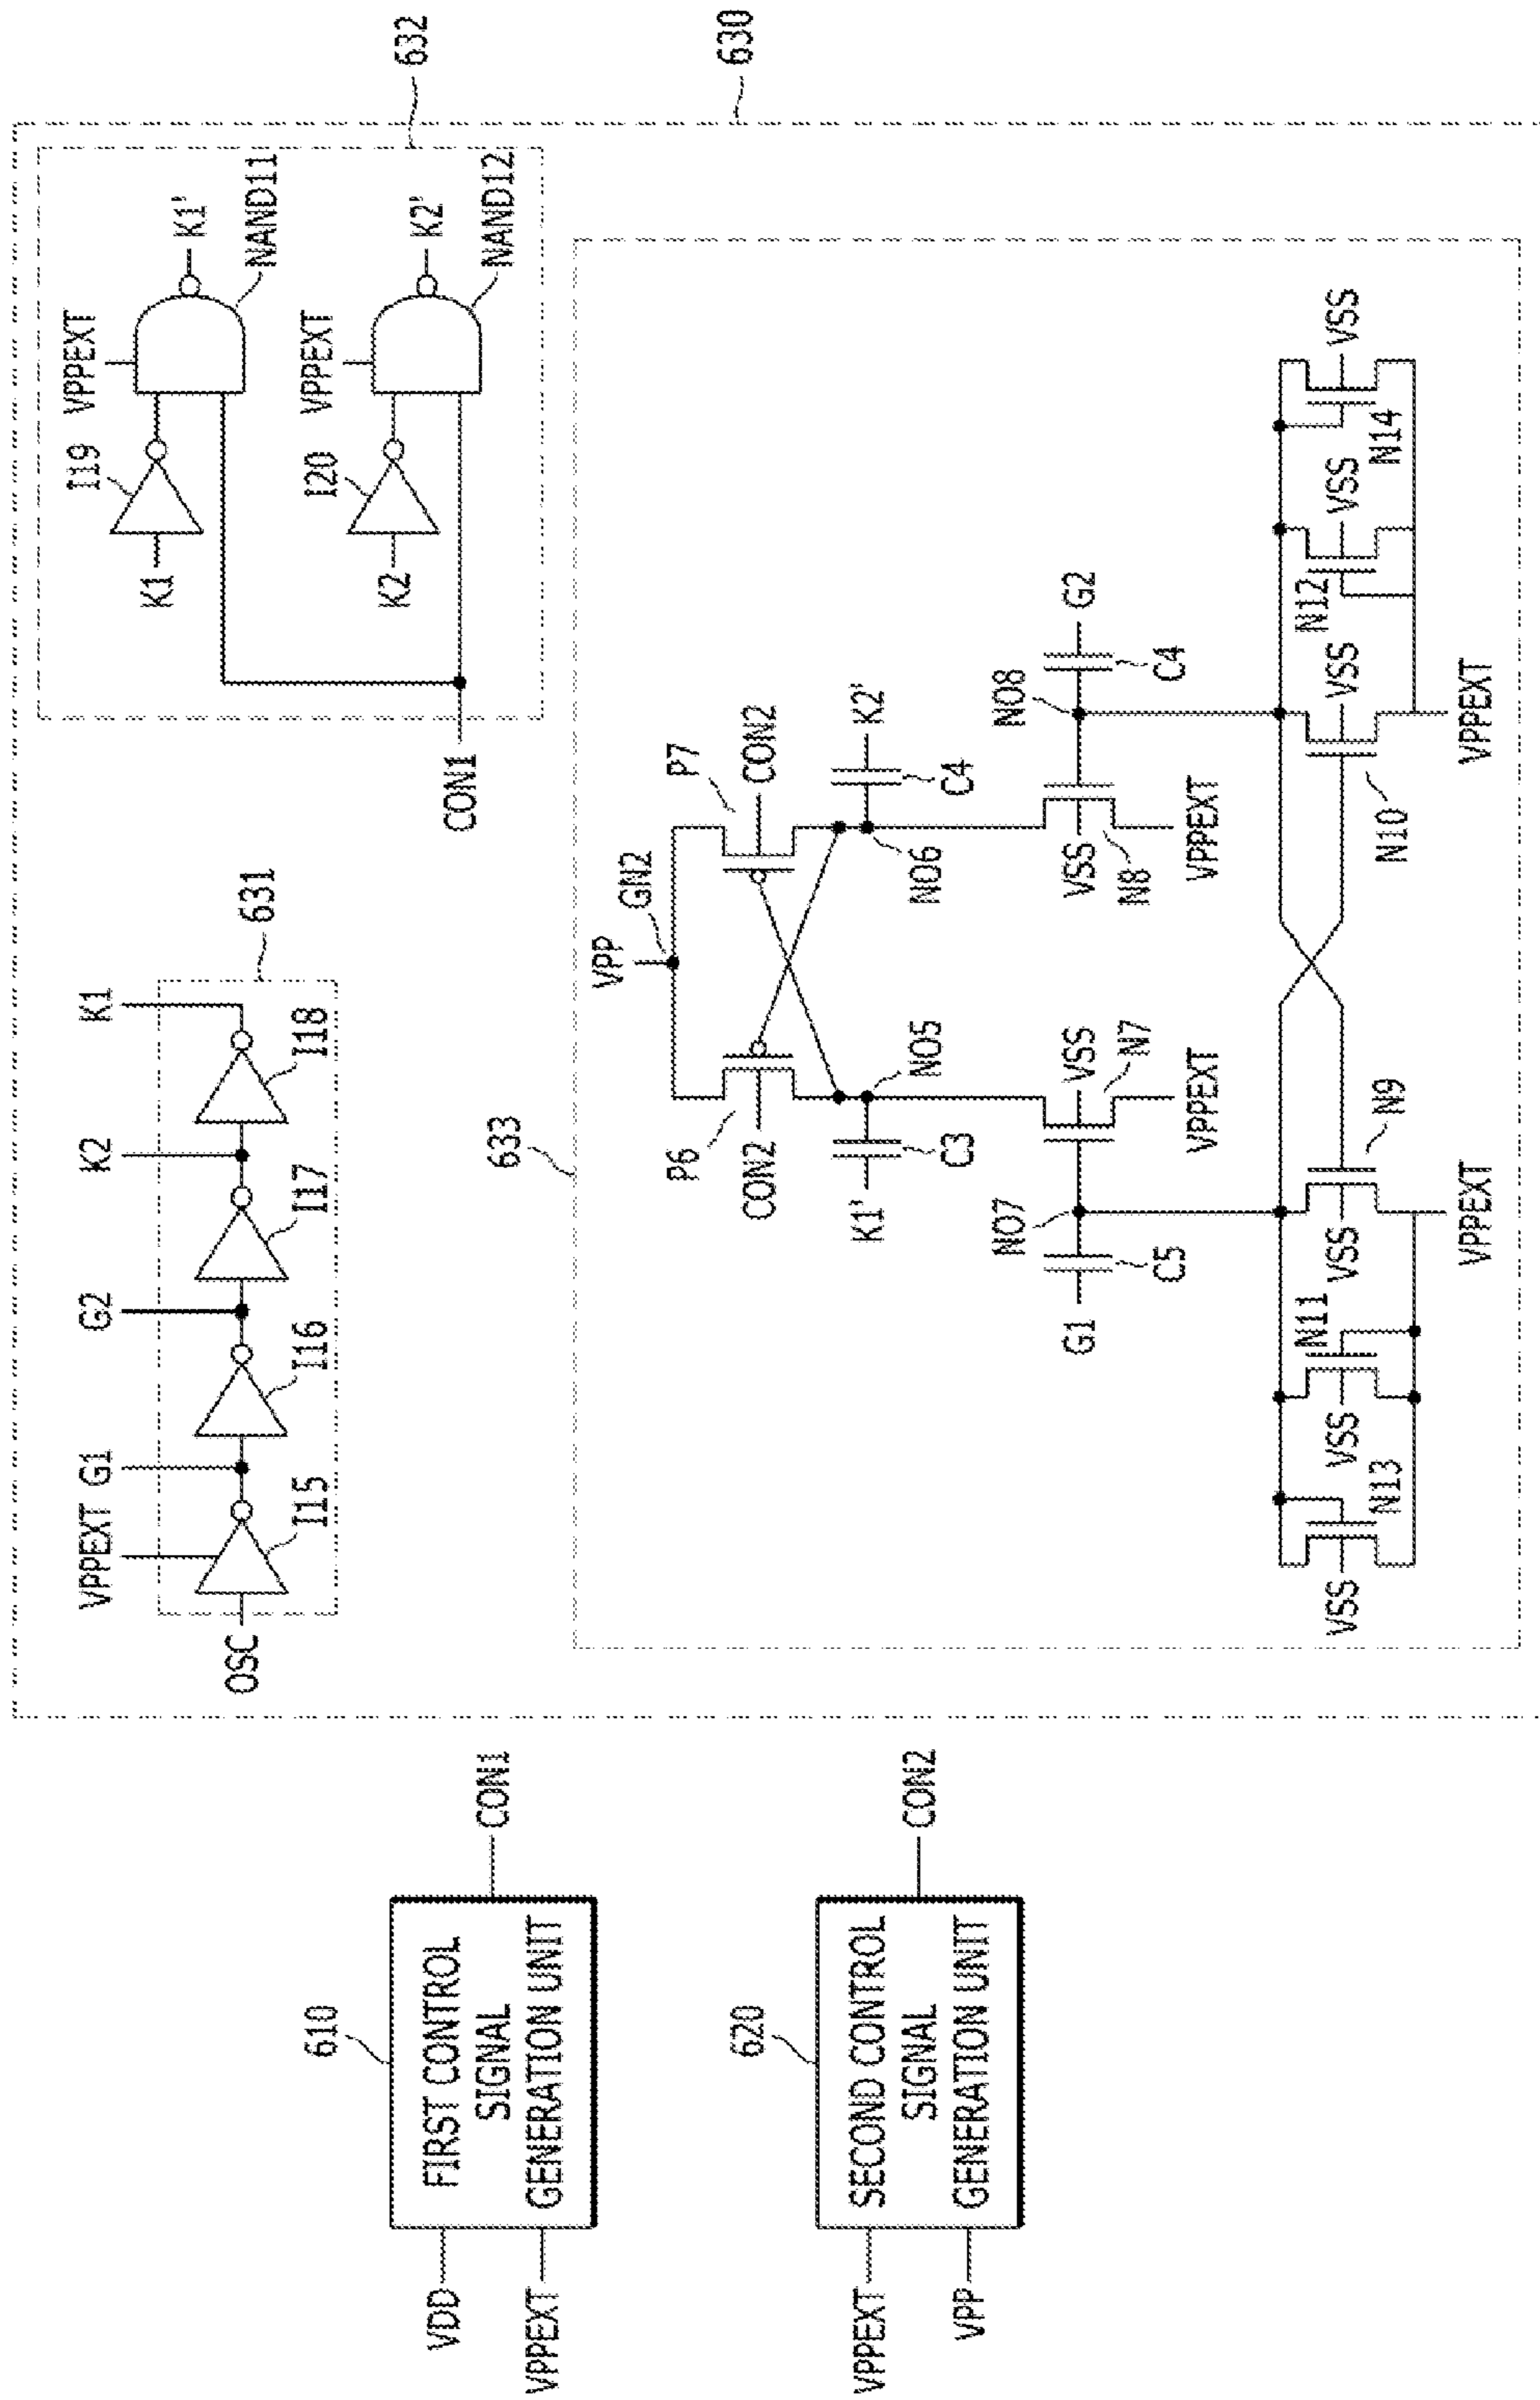 VDD
VPPEXT
610
FIRST CONTROL
SIGNAL
GENERATION UNIT
CON1
VPPEXT
VPP
620
SECOND CONTROL
SIGNAL
GENERATION UNIT
CON2
630
631
OSC
VPPEXT
G1
G2
K2
K1
I15
I16
I17
I18
632
CON1
K1
I19
VPPEXT
K1'
NAND11
K2
I20
VPPEXT
K2'
NAND12
633
VPP
GN2
P6
P7
CON2
CON2
K1'
C3
NO5
NO6
C4
K2'
VSS
N7
VPPEXT
VSS
N8
VPPEXT
G1
C5
NO7
NO8
C4
G2
VSS
N13
VSS
N11
VSS
N9
VPPEXT
N10
VSS
VPPEXT
N12
VSS
N14
VSS